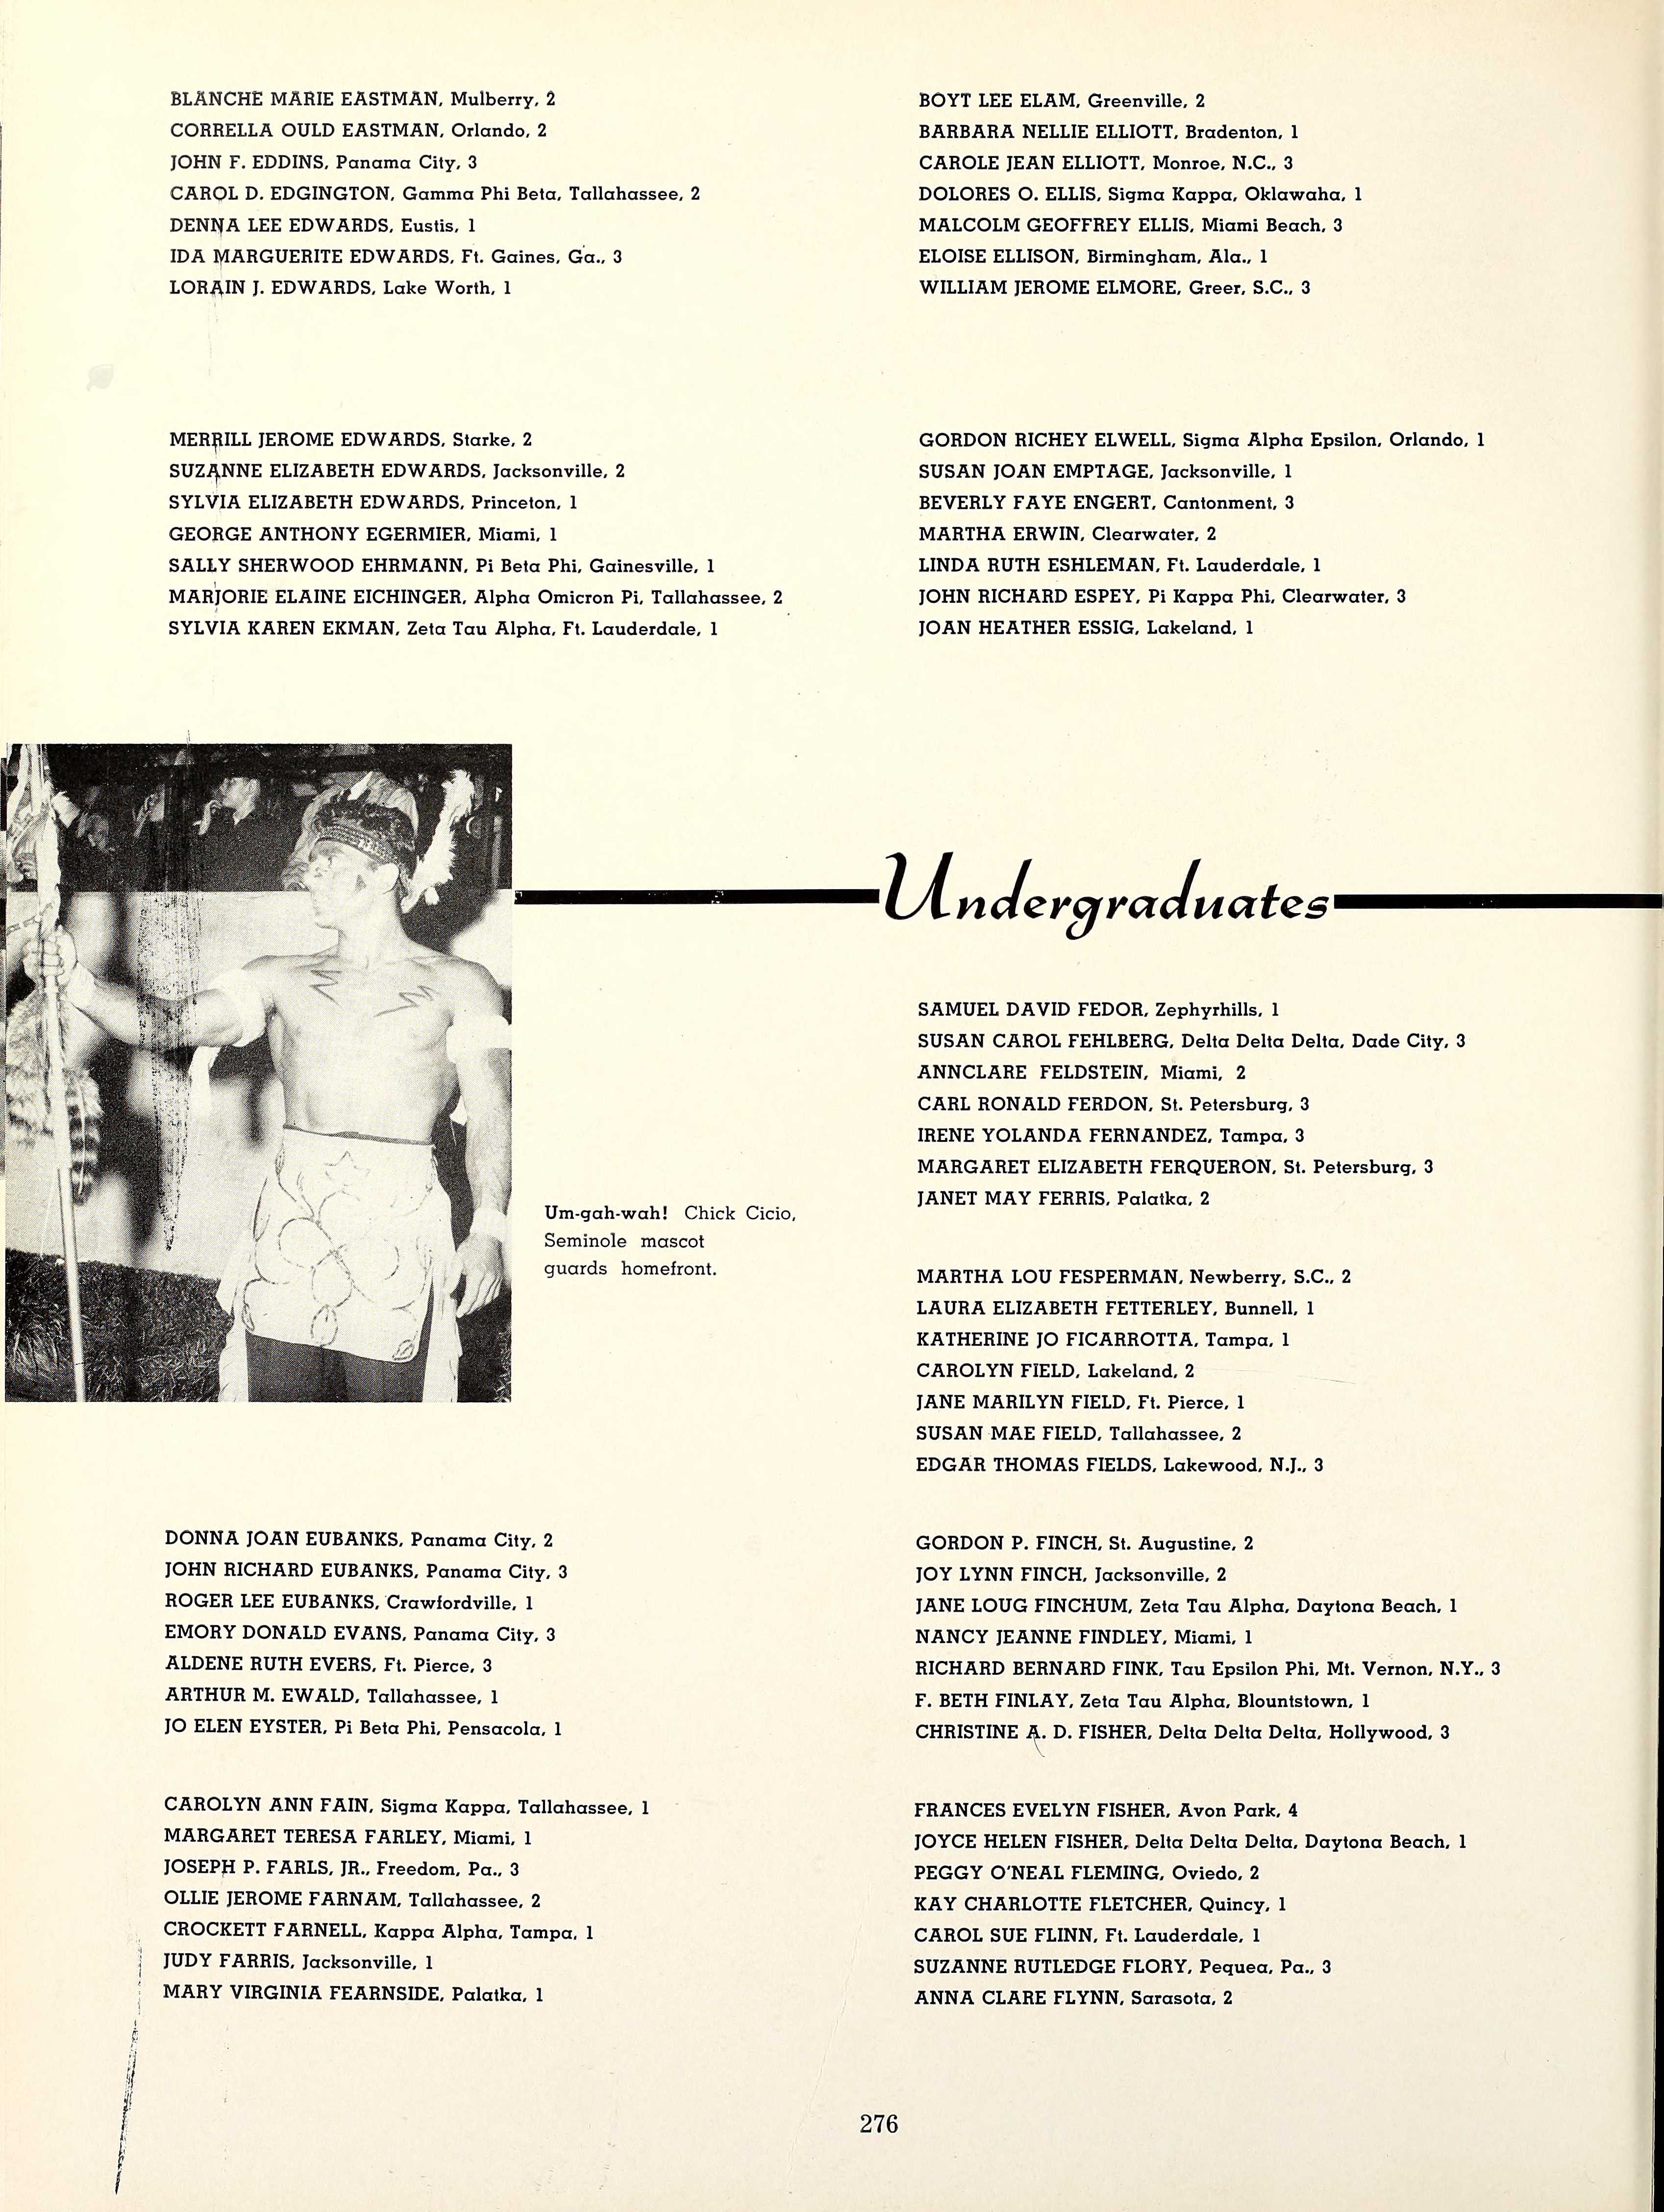 BLANCHE MARIE EASTMAN, Mulberry, 2
CORRELLA OULD EASTMAN, Orlando, 2
JOHN F. EDDINS, Panama City, 3
CAROL D. EDGINGTON, Gamma Phi Beta, Tallahassee, 2
DENNA LEE EDWARDS, Eustis, 1
IDA MARGUERITE EDWARDS, Ft. Gaines, Ga., 3
LORAIN J. EDWARDS, Lake Worth, 1
MERRILL JEROME EDWARDS, Starke, 2
SUZANNE ELIZABETH EDWARDS, Jacksonville, 2
SYLVIA ELIZABETH EDWARDS, Princeton, 1
GEORGE ANTHONY EGERMIER, Miami, 1
SALLY SHERWOOD EHRMANN, Pi Beta Phi, Gainesville, 1
MARJORIE ELAINE EICHINGER, Alpha Omicron Pi, Tallahassee, 2
SYLVIA KAREN EKMAN, Zeta Tau Alpha, Ft. Lauderdale, 1
BOYT LEE ELAM, Greenville, 2
BARBARA NELLIE ELLIOTT, Bradenton, 1
CAROLE JEAN ELLIOTT, Monroe, N.C., 3
DOLORES O. ELLIS, Sigma Kappa, Oklawaha, 1
MALCOLM GEOFFREY ELLIS, Miami Beach, 3
ELOISE ELLISON, Birmingham, Ala., 1
WILLIAM JEROME ELMORE, Greer, S.C., 3
GORDON RICHEY ELWELL, Sigma Alpha Epsilon, Orlando, 1
SUSAN JOAN EMPTAGE, Jacksonville, 1
BEVERLY FAYE ENGERT, Cantonment, 3
MARTHA ERWIN, Clearwater, 2
LINDA RUTH ESHLEMAN, Ft. Lauderdale, 1
JOHN RICHARD ESPEY, Pi Kappa Phi, Clearwater, 3
JOAN HEATHER ESSIG, Lakeland, 1
Undergraduates
Um-gah-wah! Chick Cicio,
Seminole mascot
guards homefront.
DONNA JOAN EUBANKS, Panama City, 2
JOHN RICHARD EUBANKS, Panama City, 3
ROGER LEE EUBANKS, Crawfordville, 1
EMORY DONALD EVANS, Panama City, 3
ALDENE RUTH EVERS, Ft. Pierce, 3
ARTHUR M. EWALD, Tallahassee, 1
JO ELEN EYSTER, Pi Beta Phi, Pensacola, 1
CAROLYN ANN FAIN, Sigma Kappa, Tallahassee, 1
MARGARET TERESA FARLEY, Miami, 1
JOSEPH P. FARLS, JR., Freedom, Pa., 3
OLLIE JEROME FARNAM, Tallahassee, 2
CROCKETT FARNELL, Kappa Alpha, Tampa, 1
JUDY FARRIS, Jacksonville, 1
MARY VIRGINIA FEARNSIDE, Palatka, 1
SAMUEL DAVID FEDOR, Zephyrhills, 1
SUSAN CAROL FEHLBERG, Delta Delta Delta, Dade City, 3
ANNCLARE FELDSTEIN, Miami, 2
CARL RONALD FERDON, St. Petersburg, 3
IRENE YOLANDA FERNANDEZ, Tampa, 3
MARGARET ELIZABETH FERQUERON, St. Petersburg, 3
JANET MAY FERRIS, Palatka, 2
MARTHA LOU FESPERMAN, Newberry, S.C., 2
LAURA ELIZABETH FETTERLEY, Bunnell, 1
KATHERINE JO FICARROTTA, Tampa, 1
CAROLYN FIELD, Lakeland, 2
JANE MARILYN FIELD, Ft. Pierce, 1
SUSAN MAE FIELD, Tallahassee, 2
EDGAR THOMAS FIELDS, Lakewood, N.J., 3
GORDON P. FINCH, St. Augustine, 2
JOY LYNN FINCH, Jacksonville, 2
JANE LOUG FINCHUM, Zeta Tau Alpha, Daytona Beach, 1
NANCY JEANNE FINDLEY, Miami, 1
RICHARD BERNARD FINK, Tau Epsilon Phi, Mt. Vernon, N.Y., 3
F. BETH FINLAY, Zeta Tau Alpha, Blountstown, 1
CHRISTINE A. D. FISHER, Delta Delta Delta, Hollywood, 3
FRANCES EVELYN FISHER, Avon Park, 4
JOYCE HELEN FISHER, Delta Delta Delta, Daytona Beach, 1
PEGGY O'NEAL FLEMING, Oviedo, 2
KAY CHARLOTTE FLETCHER, Quincy, 1
CAROL SUE FLINN, Ft. Lauderdale, 1
SUZANNE RUTLEDGE FLORY, Pequea, Pa., 3
ANNA CLARE FLYNN, Sarasota, 2
276